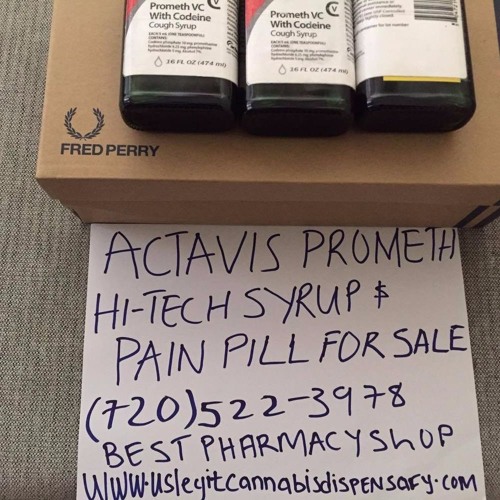 Prometh VC
With Codeine
Cough Syrup
16 FL OZ (474 ml)
Prometh VC
With Codeine
Cough Syrup
16 FL OZ (474 ml)
FRED PERRY
ACTAVIS PROMETH
HI-TECH SYRUP $
PAIN PILL FOR SALE
(720)522-3978
BEST PHARMACY SHOP
WWW.uslegitcannabisdispensary.com